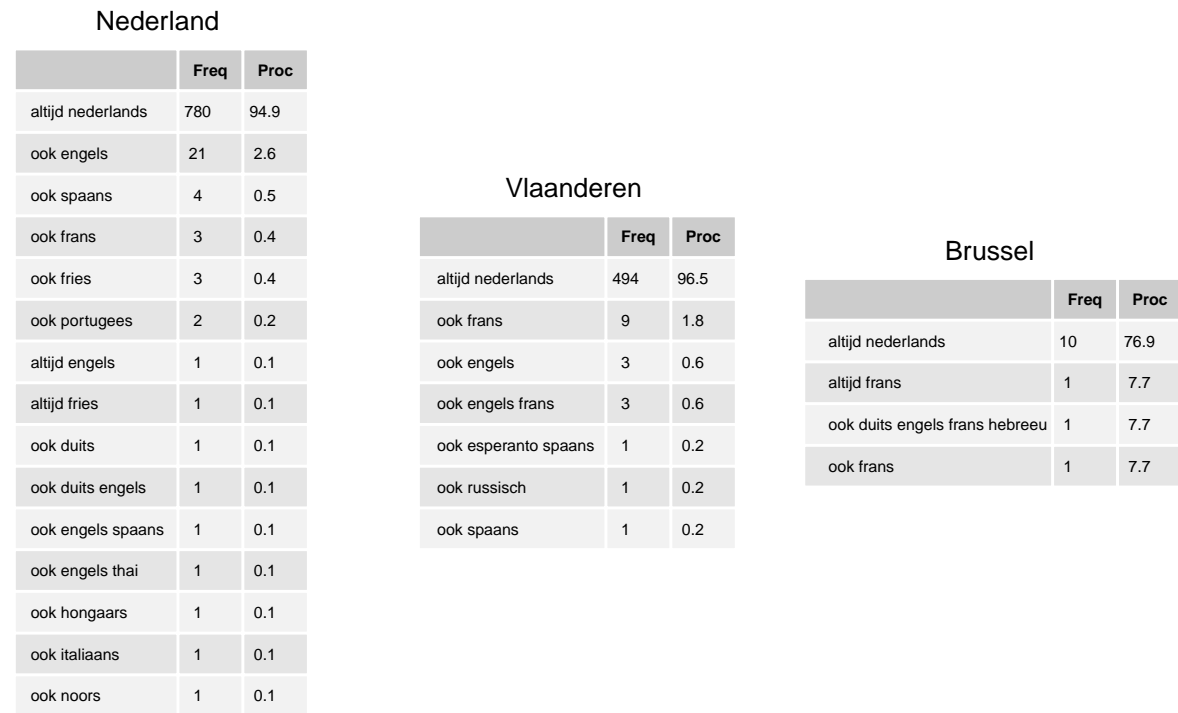 Nederland
Freq Proc
altijd nederlands 780 94.9
ook engels 21 2.6
ook spaans 4 0.5
ook frans 3 0.4
ook fries 3 0.4
ook portugees 2 0.2
altijd engels 1 0.1
altijd fries 1 0.1
ook duits 1 0.1
ook duits engels 1 0.1
ook engels spaans 1 0.1
ook engels thai 1 0.1
ook hongaars 1 0.1
ook italiaans 1 0.1
ook noors 1 0.1
Vlaanderen
Freq Proc
altijd nederlands 494 96.5
ook frans 9 1.8
ook engels 3 0.6
ook engels frans 3 0.6
ook esperanto spaans 1 0.2
ook russisch 1 0.2
ook spaans 1 0.2
Brussel
Freq Proc
altijd nederlands 10 76.9
altijd frans 1 7.7
ook duits engels frans hebreeu 1 7.7
ook frans 1 7.7